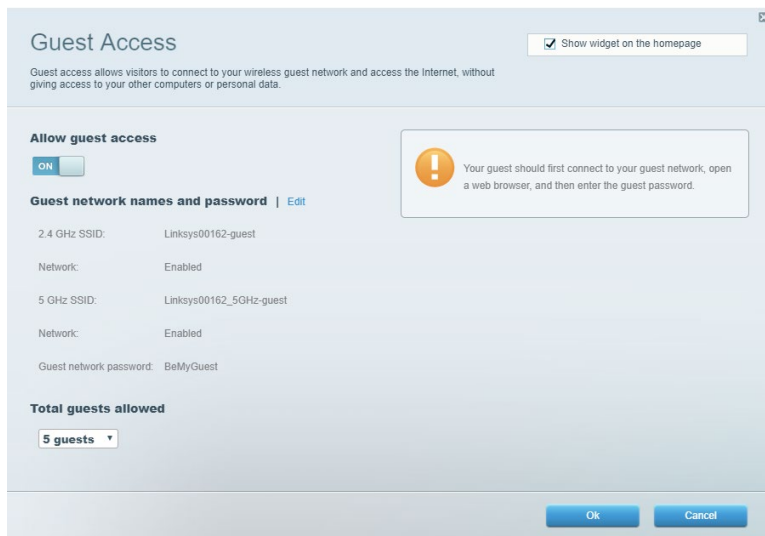 Guest Access
Show widget on the homepage
Guest access allows visitors to connect to your wireless guest network and access the Internet, without
giving access to your other computers or personal data.
Allow guest access
ON
Your guest should first connect to your guest network, open
a web browser, and then enter the guest password.
Guest network names and password | Edit
2.4 GHz SSID: Linksys00162-guest
Network: Enabled
5 GHz SSID: Linksys00162_5GHz-guest
Network: Enabled
Guest network password: BeMyGuest
Total guests allowed
5 guests
Ok Cancel